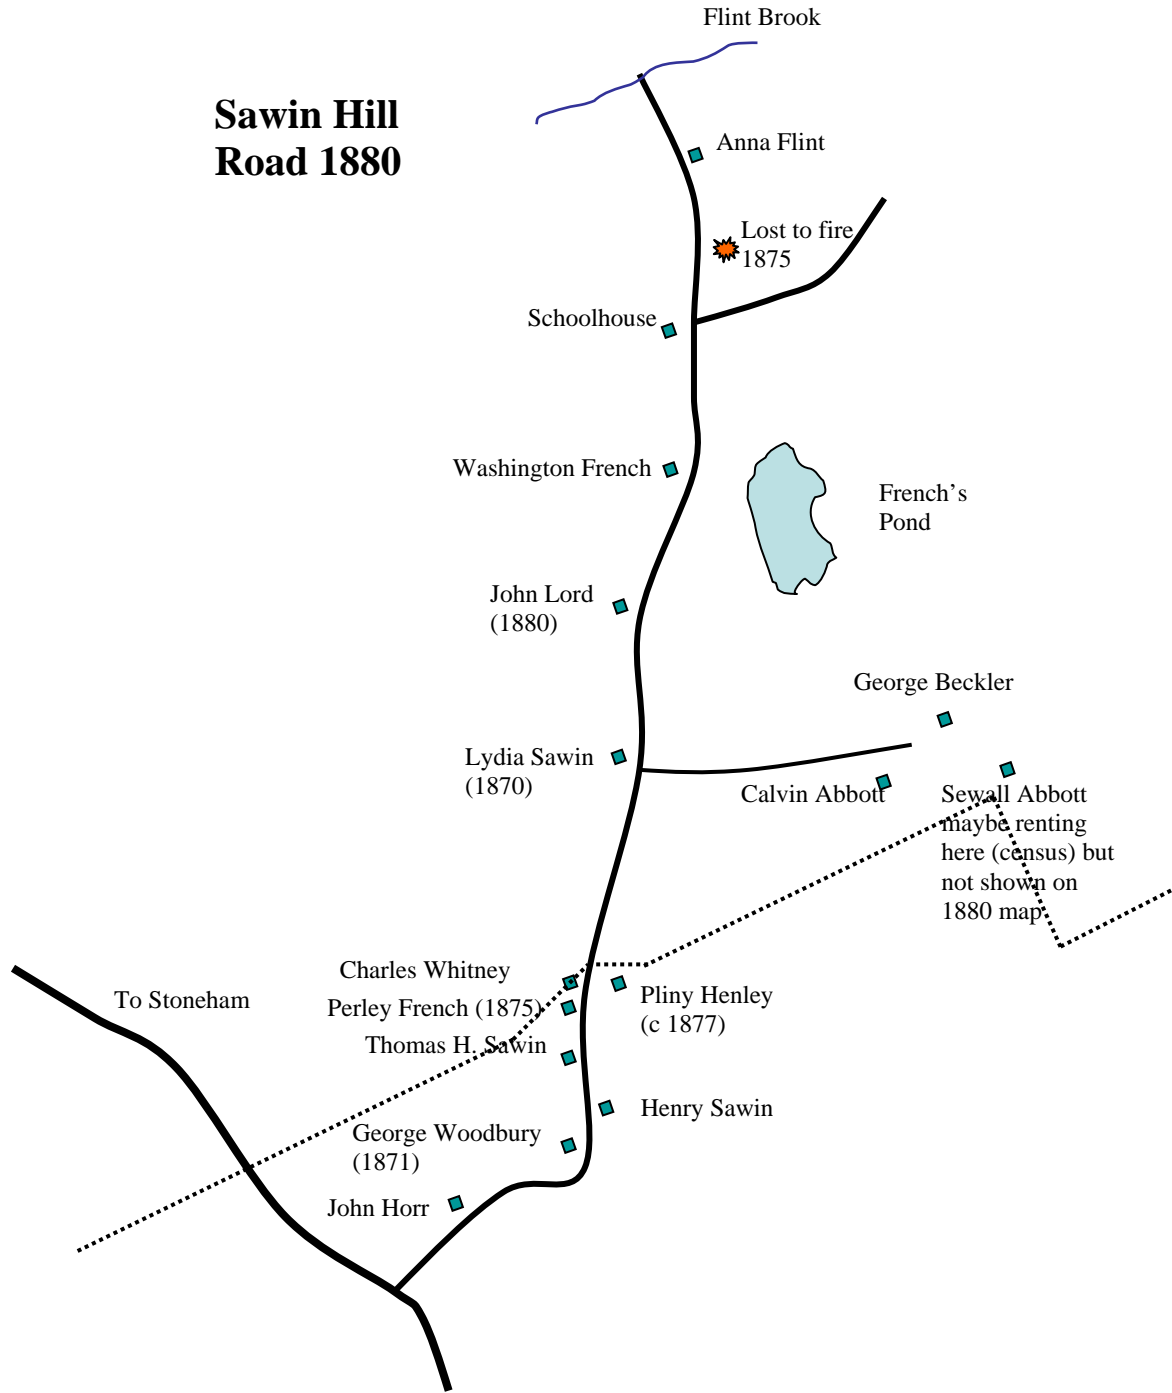 Flint Brook
Sawin Hill
Road 1880
Anna Flint
Lost to fire
1875
Schoolhouse
Washington French
French’s
Pond
John Lord
(1880)
George Beckler
Lydia Sawin
(1870)
Calvin Abbott
Sewall Abbott
maybe renting
here (census) but
not shown on
1880 map
Charles Whitney
To Stoneham
Perley French (1875)
Pliny Henley
(c 1877)
Thomas H. Sawin
Henry Sawin
George Woodbury
(1871)
John Horr